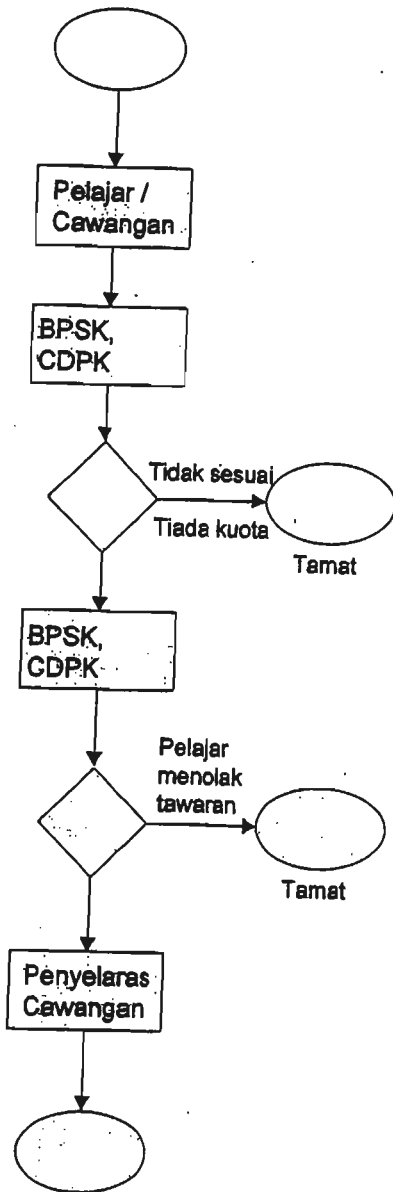 Pelajar /
Cawangan
BPSK,
CDPK
Tidak sesuai
Tiada kuota
Tamat
BPSK,
CDPK
Pelajar
menolak
tawaran
Tamat
Penyelaras
Cawangan